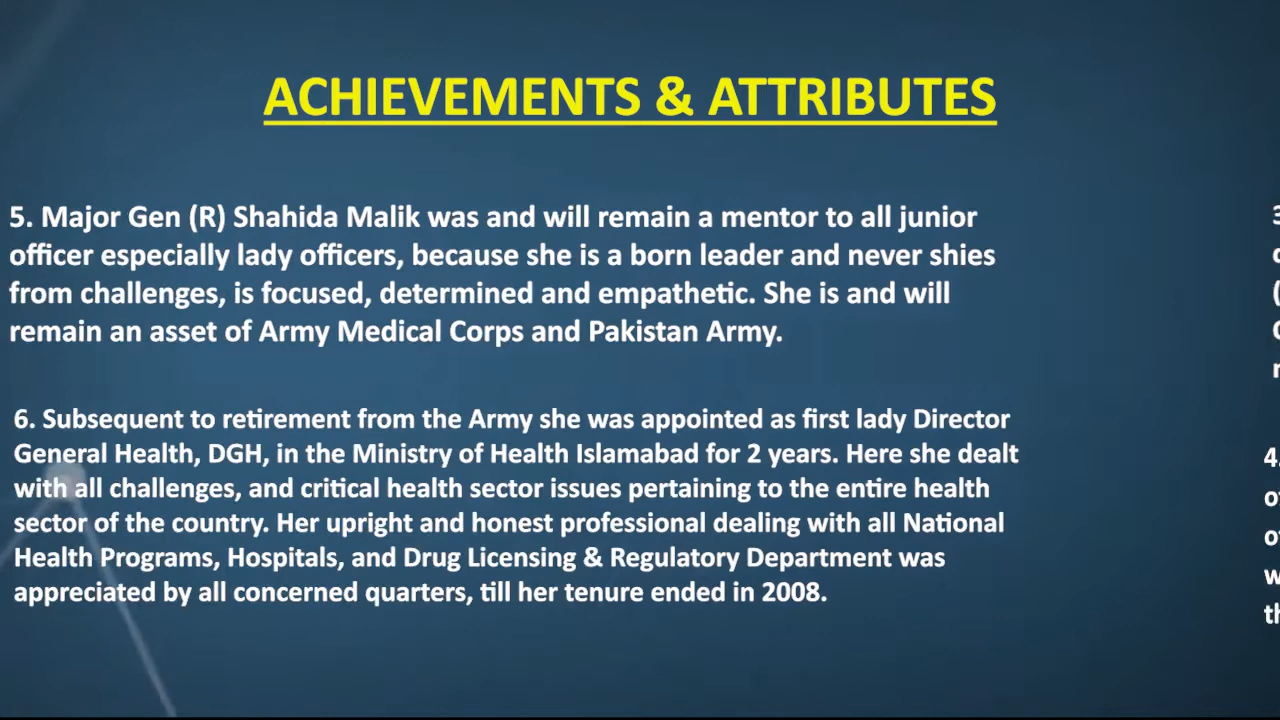 ACHIEVEMENTS & ATTRIBUTES
5. Major Gen (R) Shahida Malik was and will remain a mentor to all junior
officer especially lady officers, because she is a born leader and never shies
from challenges, is focused, determined and empathetic. She is and will
remain an asset of Army Medical Corps and Pakistan Army.
6. Subsequent to retirement from the Army she was appointed as first lady Director
General Health, DGH, in the Ministry of Health Islamabad for 2 years. Here she dealt
with all challenges, and critical health sector issues pertaining to the entire health
sector of the country. Her upright and honest professional dealing with all National
Health Programs, Hospitals, and Drug Licensing & Regulatory Department was
appreciated by all concerned quarters, till her tenure ended in 2008.
4.